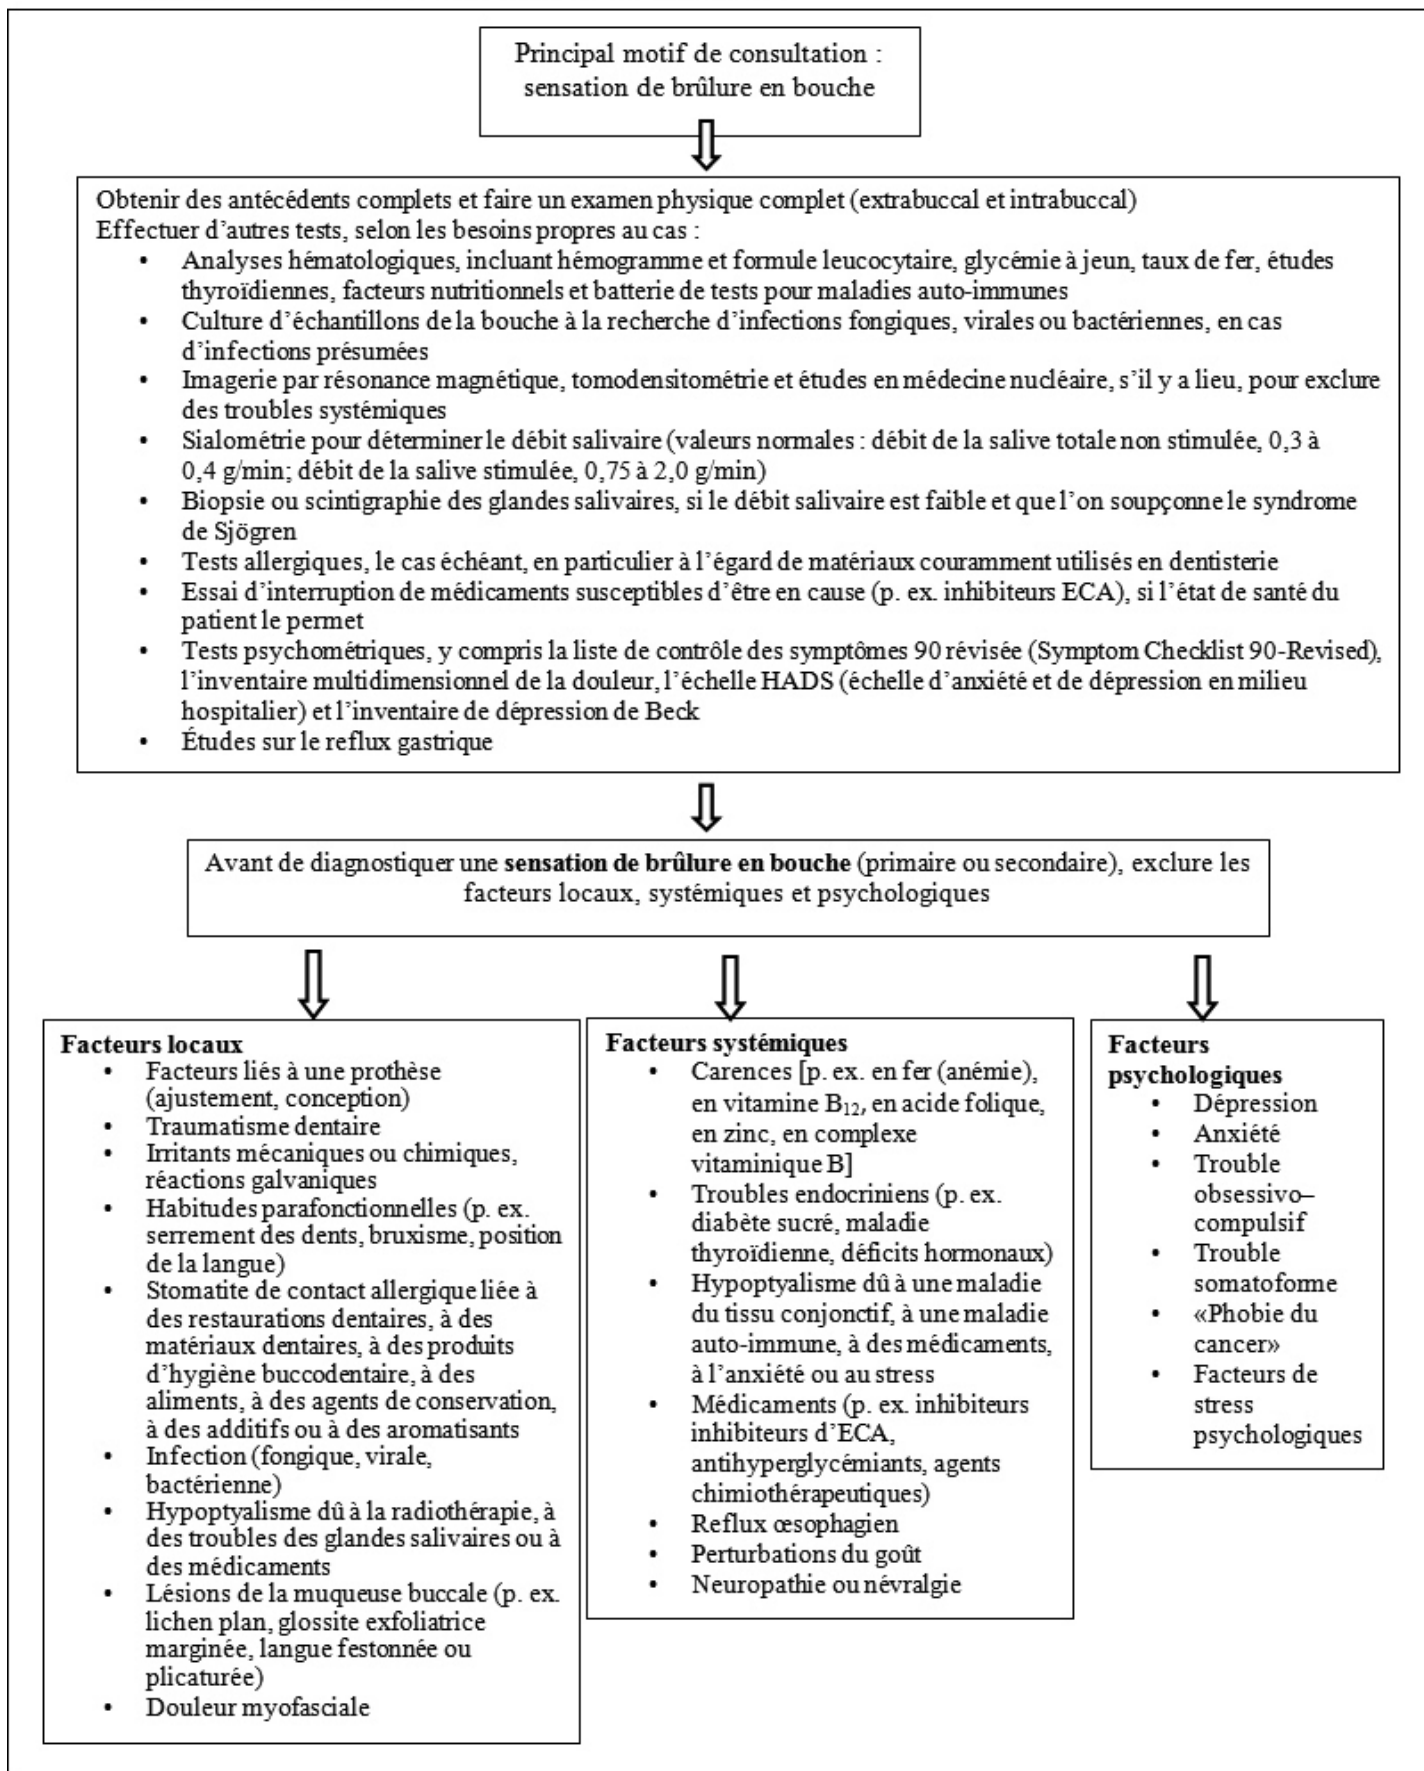 Principal motif de consultation :
sensation de brûlure en bouche
Obtenir des antécédents complets et faire un examen physique complet (extrabuccal et intrabuccal)
Effectuer d’autres tests, selon les besoins propres au cas :
• Analyses hématologiques, incluant hémogramme et formule leucocytaire, glycémie à jeun, taux de fer, études
thyroïdiennes, facteurs nutritionnels et batterie de tests pour maladies auto-immunes
• Culture d’échantillons de la bouche à la recherche d’infections fongiques, virales ou bactériennes, en cas
d’infections présumées
• Imagerie par résonance magnétique, tomodensitométrie et études en médecine nucléaire, s’il y a lieu, pour exclure
des troubles systémiques
• Sialométrie pour déterminer le débit salivaire (valeurs normales : débit de la salive totale non stimulée, 0,3 à
0,4 g/min; débit de la salive stimulée, 0,75 à 2,0 g/min)
• Biopsie ou scintigraphie des glandes salivaires, si le débit salivaire est faible et que l’on soupçonne le syndrome
de Sjögren
• Tests allergiques, le cas échéant, en particulier à l’égard de matériaux couramment utilisés en dentisterie
• Essai d’interruption de médicaments susceptibles d’être en cause (p. ex. inhibiteurs ECA), si l’état de santé du
patient le permet
• Tests psychométriques, y compris la liste de contrôle des symptômes 90 révisée (Symptom Checklist 90-Revised),
l’inventaire multidimensionnel de la douleur, l’échelle HADS (échelle d’anxiété et de dépression en milieu
hospitalier) et l’inventaire de dépression de Beck
• Études sur le reflux gastrique
Avant de diagnostiquer une sensation de brûlure en bouche (primaire ou secondaire), exclure les
facteurs locaux, systémiques et psychologiques
Facteurs locaux
• Facteurs liés à une prothèse
(ajustement, conception)
• Traumatisme dentaire
• Irritants mécaniques ou chimiques,
réactions galvaniques
• Habitudes parafonctionnelles (p. ex.
serrement des dents, bruxisme, position
de la langue)
• Stomatite de contact allergique liée à
des restaurations dentaires, à des
matériaux dentaires, à des produits
d’hygiène buccodentaire, à des
aliments, à des agents de conservation,
à des additifs ou à des aromatisants
• Infection (fongique, virale,
bactérienne)
• Hypoptyalisme dû à la radiothérapie, à
des troubles des glandes salivaires ou à
des médicaments
• Lésions de la muqueuse buccale (p. ex.
lichen plan, glossite exfoliatrice
marginée, langue festonnée ou
plicaturée)
• Douleur myofasciale
Facteurs systémiques
• Carences [p. ex. en fer (anémie),
en vitamine B12, en acide folique,
en zinc, en complexe
vitaminique B]
• Troubles endocriniens (p. ex.
diabète sucré, maladie
thyroïdienne, déficits hormonaux)
• Hypoptyalisme dû à une maladie
du tissu conjonctif, à une maladie
auto-immune, à des médicaments,
à l’anxiété ou au stress
• Médicaments (p. ex. inhibiteurs
inhibiteurs d’ECA,
antihyperglycémiants, agents
chimiothérapeutiques)
• Reflux œsophagien
• Perturbations du goût
• Neuropathie ou névralgie
Facteurs
psychologiques
• Dépression
• Anxiété
• Trouble
obsessivo–
compulsif
• Trouble
somatoforme
• «Phobie du
cancer»
• Facteurs de
stress
psychologiques